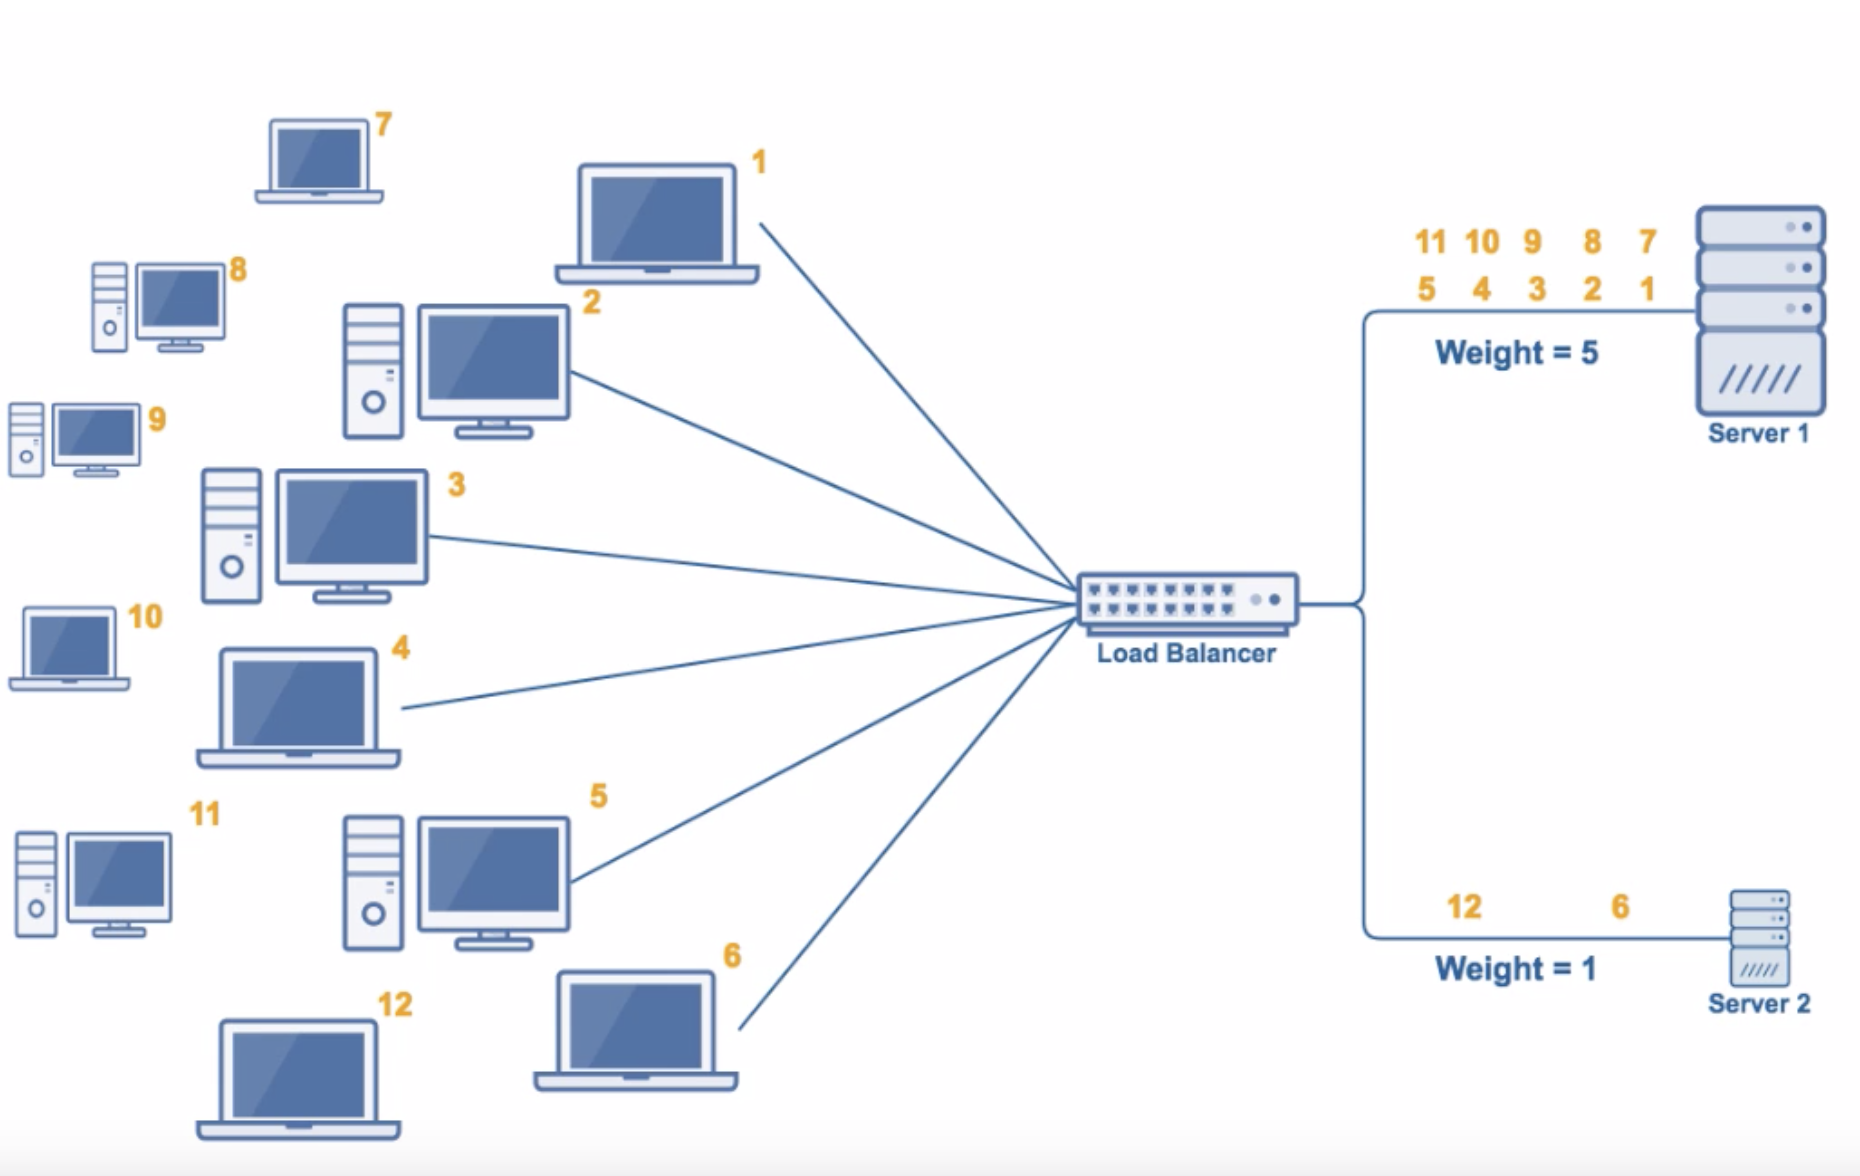 7
1
8
2
9
3
10
4
11
5
12
6
Load Balancer
11 10 9 8 7
5 4 3 2 1
Weight = 5
Server 1
12 6
Weight = 1
Server 2